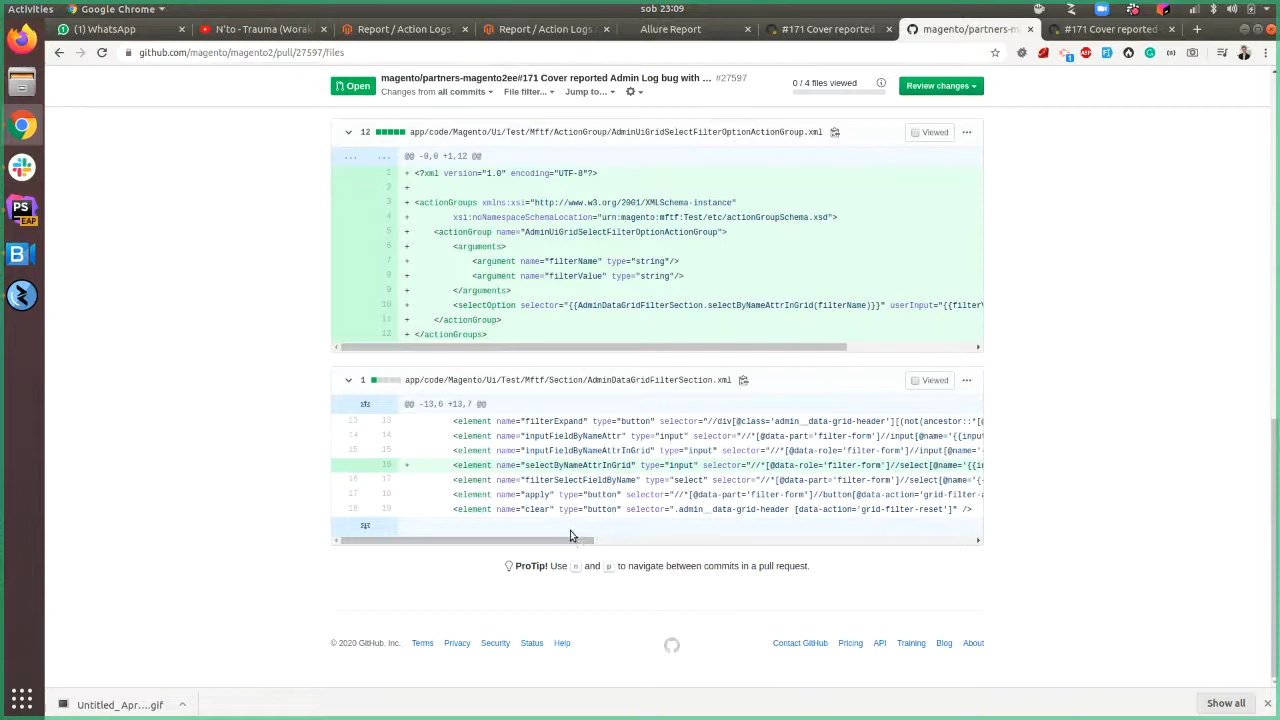 Activities
Google Chrome
sob 23:09
(1) WhatsApp
N'to - Trauma (Worak
Report / Action Logs
Report / Action Logs
Allure Report
#171 Cover reported
magento/partners-m
#171 Cover reported
github.com/magento/magento2/pull/27597/files
Open
magento/partners-magento2ee#171 Cover reported Admin Log bug with ... #27597
Changes from all commits
File filter...
Jump to...
0 / 4 files viewed
Review changes
12 app/code/Magento/Ui/Test/Mftf/ActionGroup/AdminUiGridSelectFilterOptionActionGroup.xml
Viewed
... ... @@ -0,0 +1,12 @@
1 + <?xml version="1.0" encoding="UTF-8"?>
2 +
3 + <actionGroups xmlns:xsi="http://www.w3.org/2001/XMLSchema-instance"
4 + xsi:noNamespaceSchemaLocation="urn:magento:mftf:Test/etc/actionGroupSchema.xsd">
5 + <actionGroup name="AdminUiGridSelectFilterOptionActionGroup">
6 + <arguments>
7 + <argument name="filterName" type="string"/>
8 + <argument name="filterValue" type="string"/>
9 + </arguments>
10 + <selectOption selector="{{AdminDataGridFilterSection.selectByNameAttrInGrid(filterName)}}" userInput="{{filterV
11 + </actionGroup>
12 + </actionGroups>
1 app/code/Magento/Ui/Test/Mftf/Section/AdminDataGridFilterSection.xml
Viewed
@@ -13,6 +13,7 @@
13 13 <element name="filterExpand" type="button" selector="//div[@class='admin__data-grid-header'][(not(ancestor::*[@
14 14 <element name="inputFieldByNameAttr" type="input" selector="//*[@data-part='filter-form']//input[@name='{{input
15 15 <element name="inputFieldByNameAttrInGrid" type="input" selector="//*[@data-role='filter-form']//input[@name='
16 + <element name="selectByNameAttrInGrid" type="input" selector="//*[@data-role='filter-form']//select[@name='{{i
16 17 <element name="filterSelectFieldByName" type="select" selector="//*[@data-part='filter-form']//select[@name='{
17 18 <element name="apply" type="button" selector="//*[@data-part='filter-form']//button[@data-action='grid-filter-a
18 19 <element name="clear" type="button" selector=".admin__data-grid-header [data-action='grid-filter-reset']" />
ProTip! Use n and p to navigate between commits in a pull request.
© 2020 GitHub, Inc.
Terms
Privacy
Security
Status
Help
Contact GitHub
Pricing
API
Training
Blog
About
Untitled_ Apr....gif
Show all